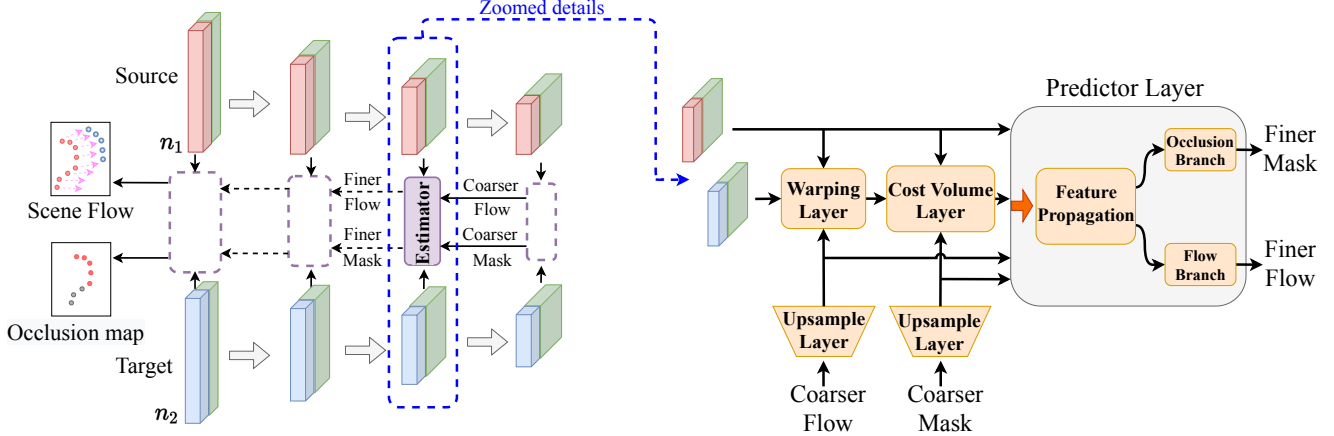 Zoomed details
Source
n₁
Scene Flow
Occlusion map
Target
n₂
Finer
Flow
Finer
Mask
Estimator
Coarser
Flow
Coarser
Mask
Predictor Layer
Warping
Layer
Cost Volume
Layer
Feature
Propagation
Occlusion
Branch
Flow
Branch
Finer
Mask
Finer
Flow
Upsample
Layer
Upsample
Layer
Coarser
Flow
Coarser
Mask